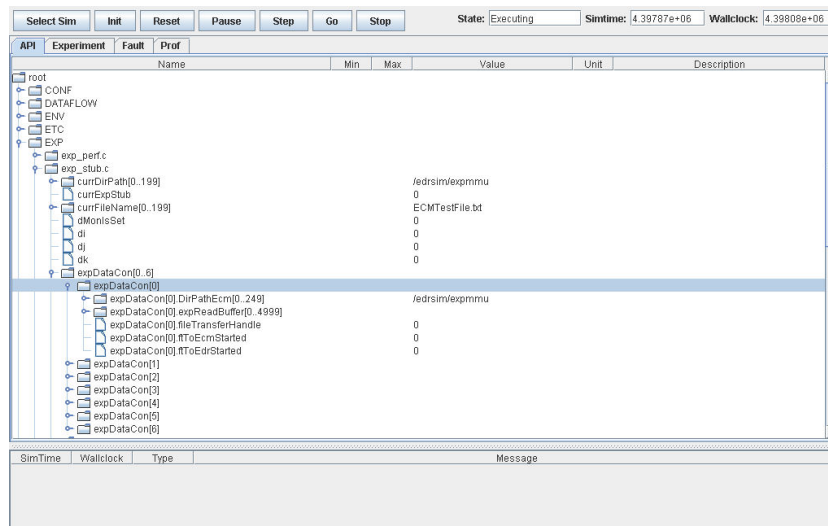 Select Sim Init Reset Pause Step Go Stop State: Executing Simtime: 4.39787e+06 Wallclock: 4.39808e+06
API Experiment Fault Prof
Name Min Max Value Unit Description
root
CONF
DATAFLOW
ENV
ETC
EXP
exp_perf.c
exp_stub.c
currDirPath[0..199] /edrsim/expmmu
currExpStub 0
currFileName[0..199] ECMTestFile.txt
dMonIsSet 0
di 0
dj 0
dk 0
expDataCon[0..6]
expDataCon[0]
expDataCon[0].DirPathEcm[0..249] /edrsim/expmmu
expDataCon[0].expReadBuffer[0..4999]
expDataCon[0].fileTransferHandle 0
expDataCon[0].ftToEcmStarted 0
expDataCon[0].ftToEdrStarted 0
expDataCon[1]
expDataCon[2]
expDataCon[3]
expDataCon[4]
expDataCon[5]
expDataCon[6]
SimTime Wallclock Type Message